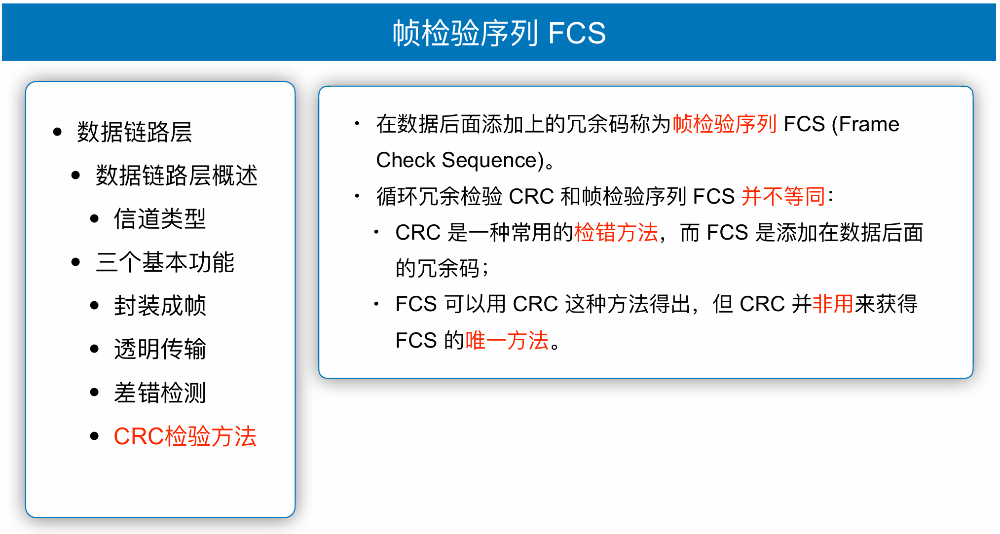 帧检验序列 FCS
• 数据链路层
• 数据链路层概述
• 信道类型
• 三个基本功能
• 封装成帧
• 透明传输
• 差错检测
• CRC检验方法
• 在数据后面添加上的冗余码称为帧检验序列 FCS (Frame
Check Sequence)。
• 循环冗余检验 CRC 和帧检验序列 FCS 并不等同：
• CRC 是一种常用的检错方法，而 FCS 是添加在数据后面
的冗余码；
• FCS 可以用 CRC 这种方法得出，但 CRC 并非用来获得
FCS 的唯一方法。